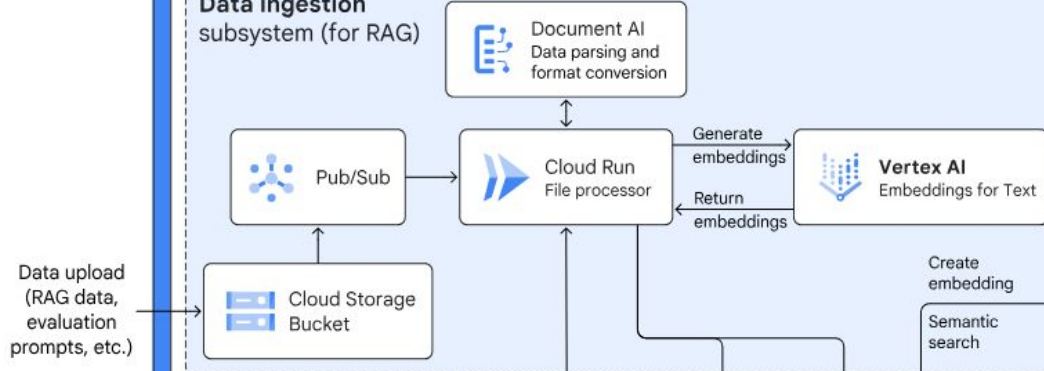 Data Ingestion
subsystem (for RAG)
Document AI
Data parsing and
format conversion
Pub/Sub
Cloud Run
File processor
Generate
embeddings
Return
embeddings
Vertex AI
Embeddings for Text
Data upload
(RAG data,
evaluation
prompts, etc.)
Cloud Storage
Bucket
Create
embedding
Semantic
search